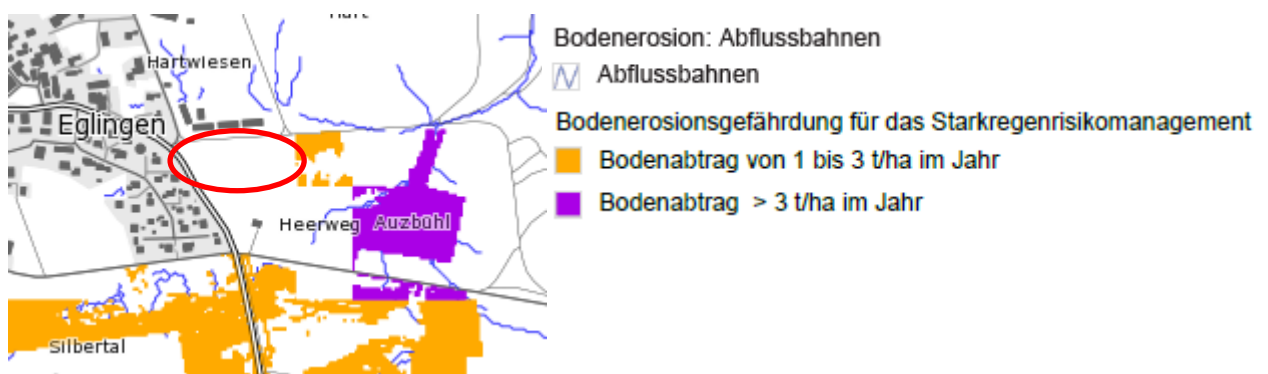 Hart
Hartwiesen
Eglingen
Heerweg
Auzbühl
Silbertal
Bodenerosion: Abflussbahnen
Abflussbahnen
Bodenerosionsgefährdung für das Starkregenrisikomanagement
Bodenabtrag von 1 bis 3 t/ha im Jahr
Bodenabtrag > 3 t/ha im Jahr